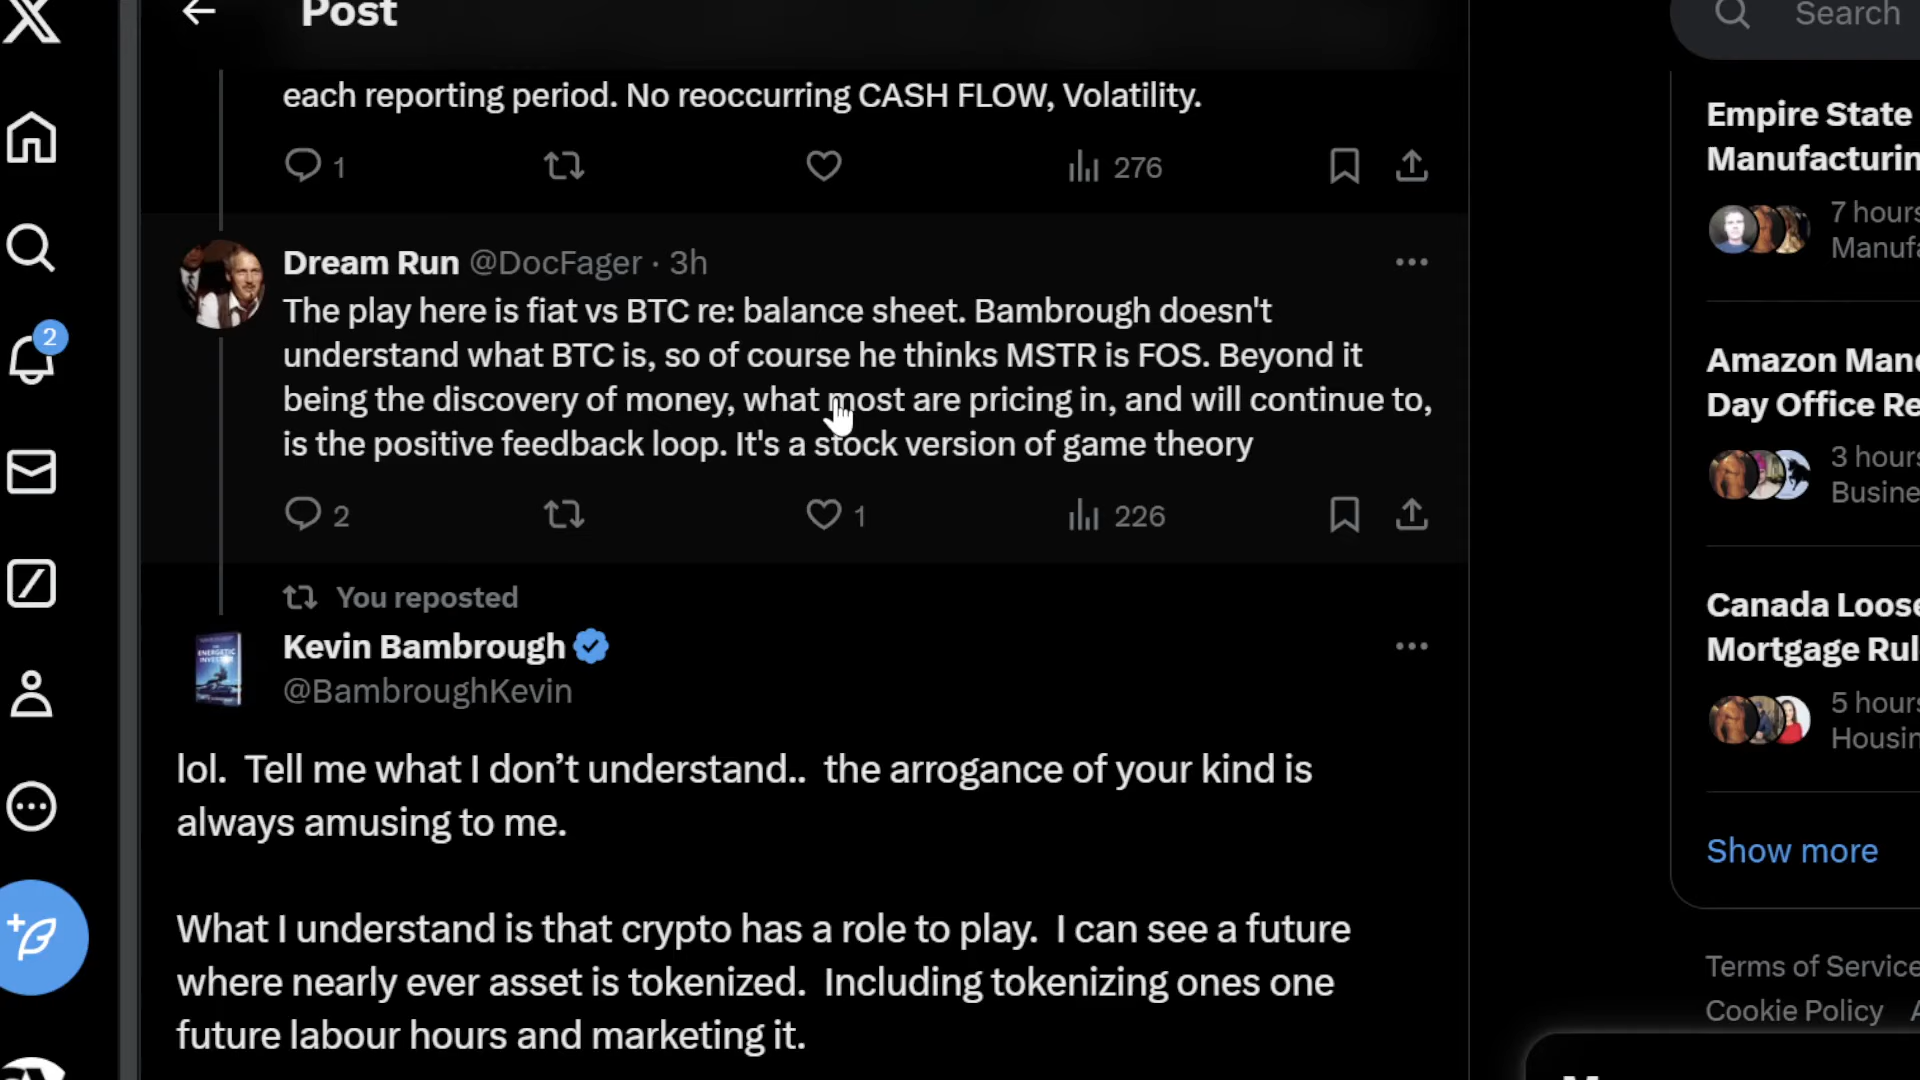 Post
Search
each reporting period. No reoccurring CASH FLOW, Volatility.
1
276
Dream Run @DocFager · 3h
The play here is fiat vs BTC re: balance sheet. Bambrough doesn't
understand what BTC is, so of course he thinks MSTR is FOS. Beyond it
being the discovery of money, what most are pricing in, and will continue to,
is the positive feedback loop. It's a stock version of game theory
2
1
226
You reposted
Kevin Bambrough
@BambroughKevin
lol. Tell me what I don’t understand.. the arrogance of your kind is
always amusing to me.
What I understand is that crypto has a role to play. I can see a future
where nearly ever asset is tokenized. Including tokenizing ones one
future labour hours and marketing it.
2
ENERGETIC
Empire State
Manufacturin
7 hours
Manufa
Amazon Mand
Day Office Re
3 hours
Busine
Canada Loose
Mortgage Rul
5 hours
Housin
Show more
Terms of Service
Cookie Policy